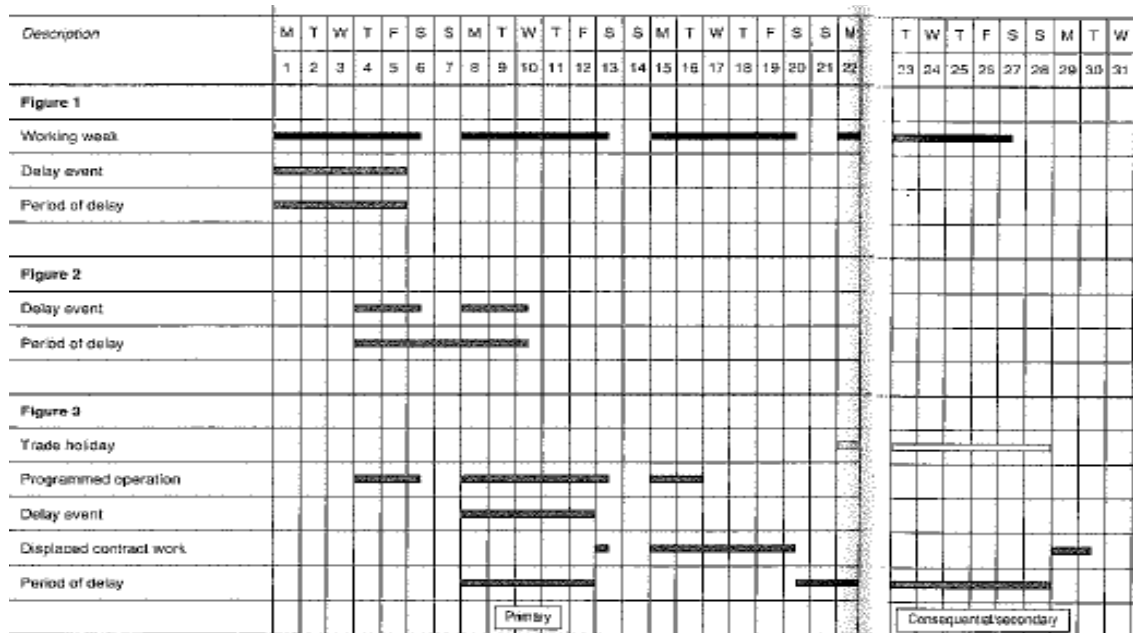 Description M T W T F S S M T W T F S S M T W T F S S M T W T F S S M T W
1 2 3 4 5 6 7 8 9 10 11 12 13 14 15 16 17 18 19 20 21 22 23 24 25 26 27 28 29 30 31
Figure 1
Working weak
Delay event
Period of delay
Figure 2
Delay event
Period of delay
Figure 3
Trade holiday
Programmed operation
Delay event
Displaced contract work
Period of delay
Primary Consequential/secondary